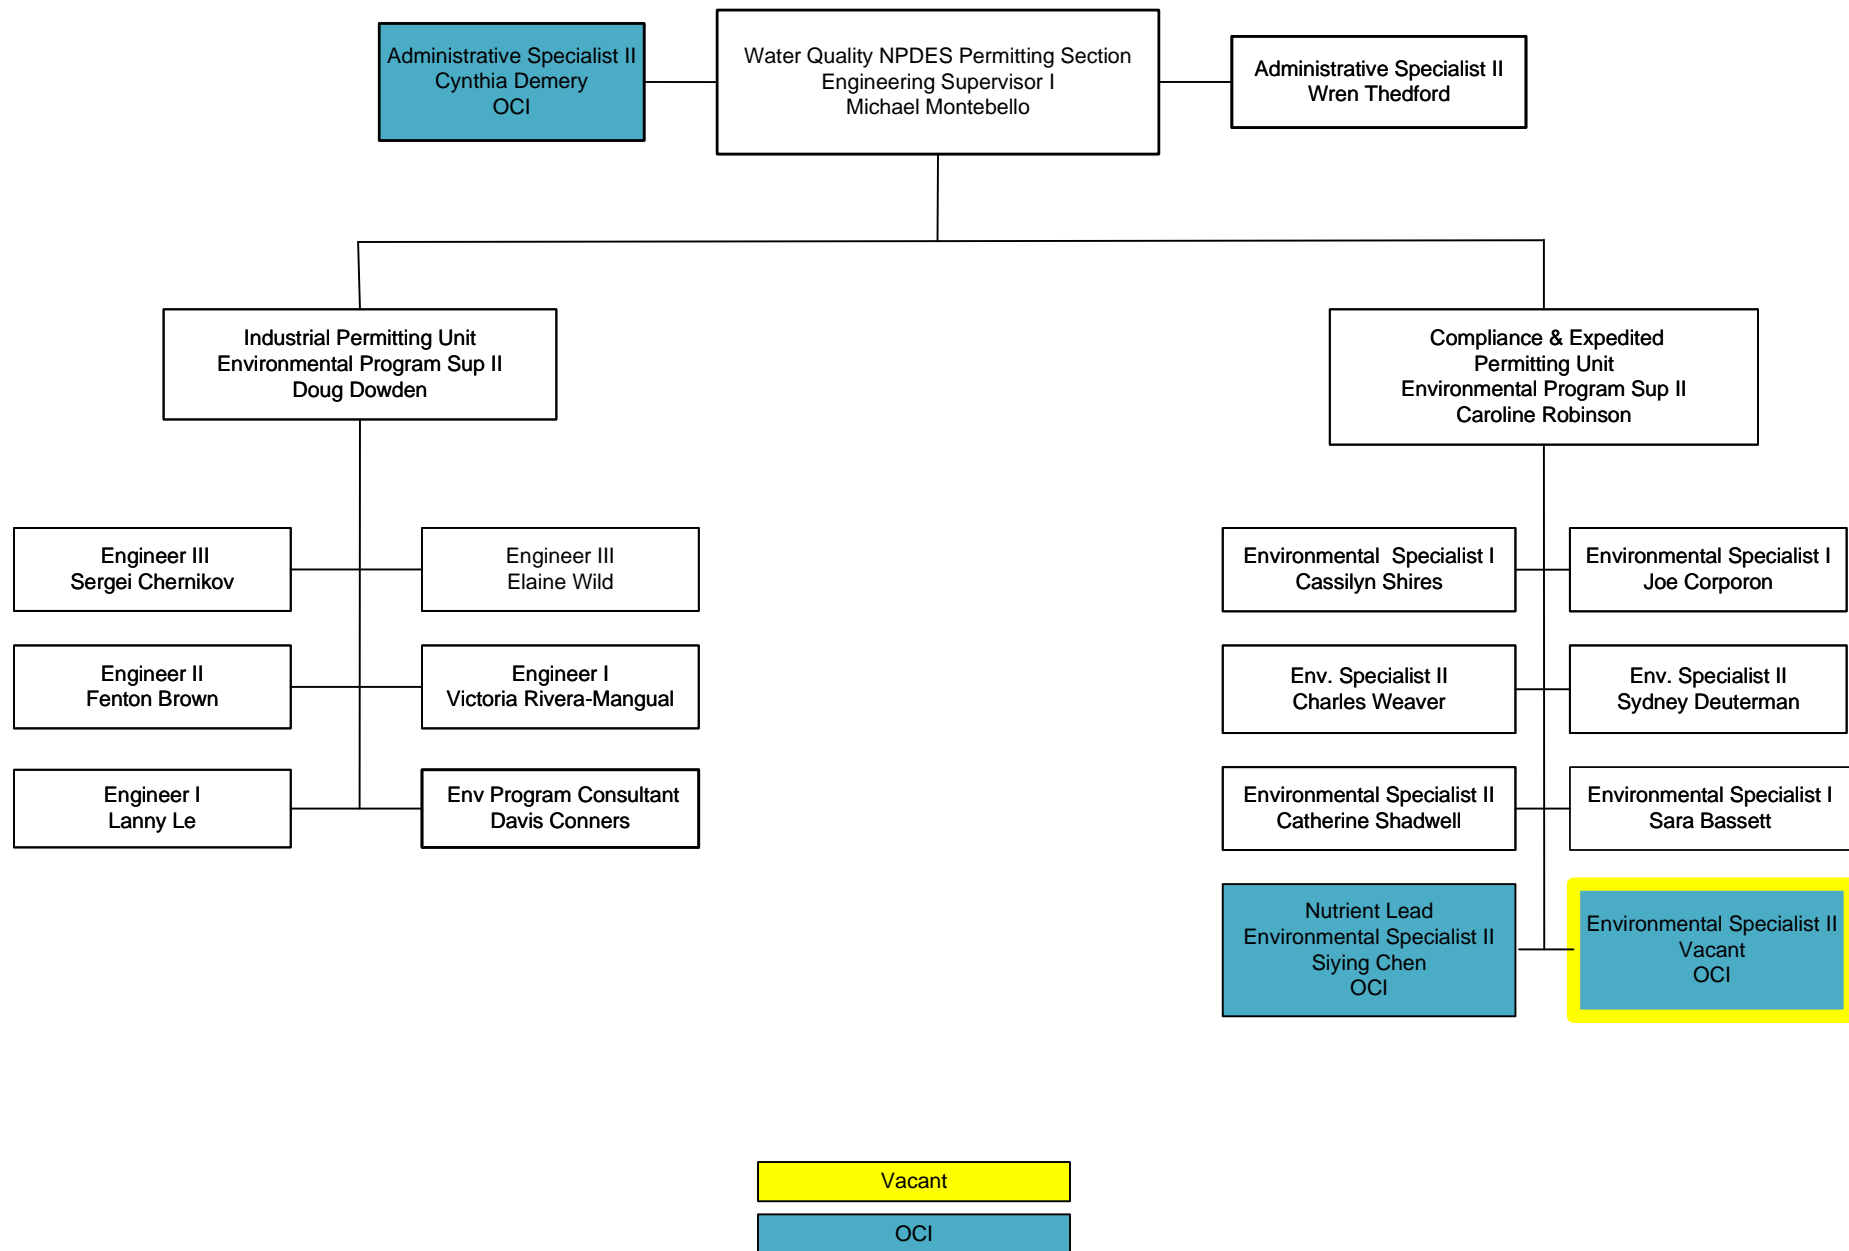 Administrative Specialist II
Cynthia Demery
OCI
Water Quality NPDES Permitting Section
Engineering Supervisor I
Michael Montebello
Administrative Specialist II
Wren Thedford
Industrial Permitting Unit
Environmental Program Sup II
Doug Dowden
Compliance & Expedited
Permitting Unit
Environmental Program Sup II
Caroline Robinson
Engineer III
Sergei Chernikov
Engineer III
Elaine Wild
Engineer II
Fenton Brown
Engineer I
Victoria Rivera-Mangual
Engineer I
Lanny Le
Env Program Consultant
Davis Conners
Environmental Specialist I
Cassilyn Shires
Environmental Specialist I
Joe Corporon
Env. Specialist II
Charles Weaver
Env. Specialist II
Sydney Deuterman
Environmental Specialist II
Catherine Shadwell
Environmental Specialist I
Sara Bassett
Nutrient Lead
Environmental Specialist II
Siying Chen
OCI
Environmental Specialist II
Vacant
OCI
Vacant
OCI